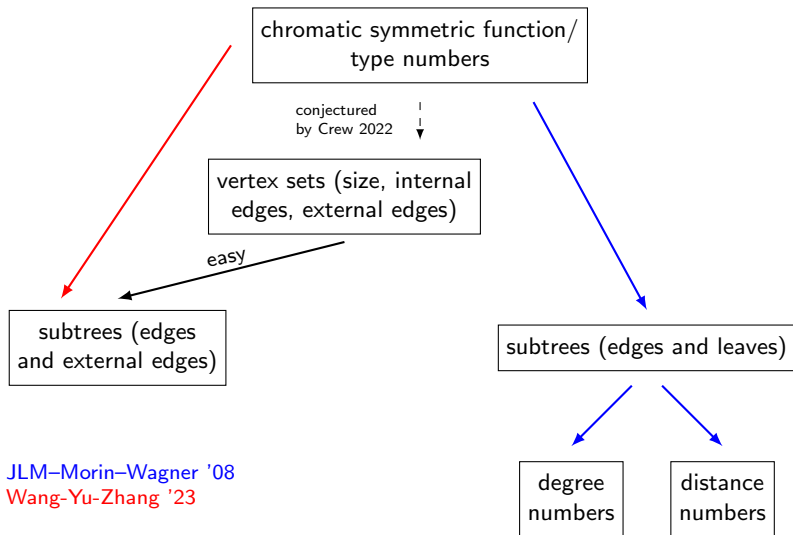 chromatic symmetric function/
type numbers
conjectured
by Crew 2022
vertex sets (size, internal
edges, external edges)
easy
subtrees (edges
and external edges)
subtrees (edges and leaves)
JLM–Morin–Wagner '08
Wang-Yu-Zhang '23
degree
numbers
distance
numbers